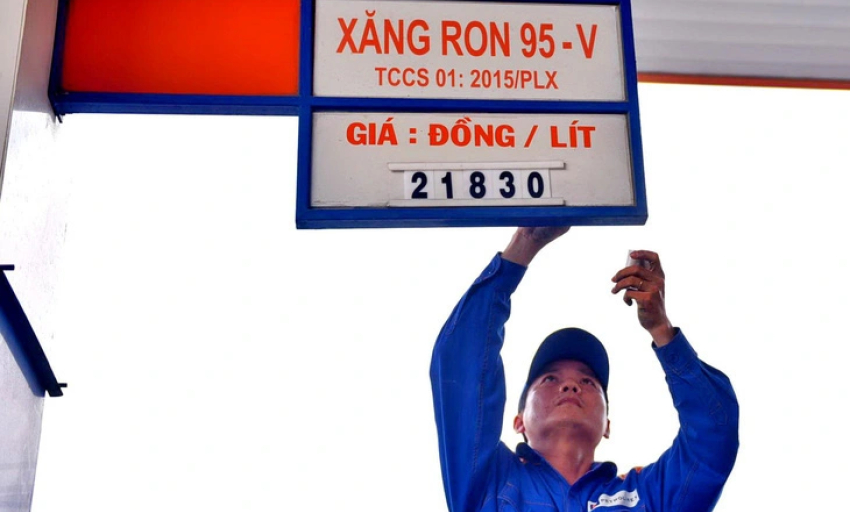 XĂNG RON 95 - V
TCCS 01: 2015/PLX
GIÁ : ĐỒNG / LÍT
21830